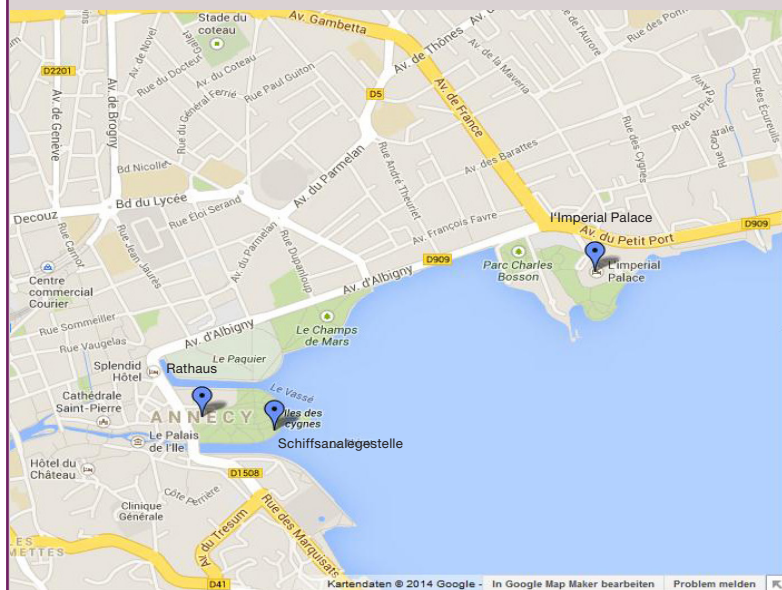 Av. Gambetta
Stade du
coteau
Av. de Novel
Galbert
Rue du Docteur
Av. du Coteau
Rue du Général Ferrié
Rue Paul Guiton
D2201
Av. de Genève
Av. de Brogny
D5
Av. de Thônes
Av. de la Maveria
Av. de France
Rue de l'Aurore
Rue du Pré
Rue des Écureuils
Rue des Cygnes
Av. des Barattes
Rue André Theuriet
Av. du Parmelan
Bd Nicollet
Bd du Lycée
Decouz
Rue Éloi Serand
Rue Carnot
Rue Jean Jaurès
Av. du Parmelan
Rue Dupanloup
Av. François Favre
l'Imperial Palace
Av. du Petit Port
D909
D909
Parc Charles
Bosson
L'imperial
Palace
Centre
commercial
Courier
Av. d'Albigny
Rue Sommeiller
Rue Vaugelas
Av. d'Albigny
Le Champs
de Mars
Le Paquier
Splendid
Hôtel
Rathaus
Le Vassé
Cathédrale
Saint-Pierre
ANNECY
Iles des
cygnes
Le Palais
de l'Ile
Schiffsanalegestelle
Hôtel du
Château
D1508
Côte Perrière
Clinique
Générale
Rue des Marquisats
Av. du Tresum
METTES
D41
Kartendaten © 2014 Google -
In Google Map Maker bearbeiten
Problem melden